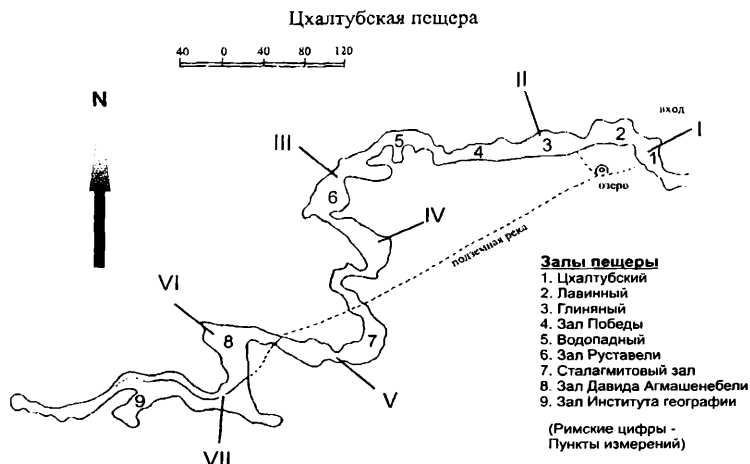 Цхалтубская пещера
40 0 40 80 120
N
II
вход
I
III
5
4
3
2
1
6
озеро
IV
подземная река
VI
8
7
V
9
VII
Залы пещеры
1. Цхалтубский
2. Лавинный
3. Глиняный
4. Зал Победы
5. Водопадный
6. Зал Руставели
7. Сталагмитовый зал
8. Зал Давида Агмашенебели
9. Зал Института географии
(Римские цифры -
Пункты измерений)